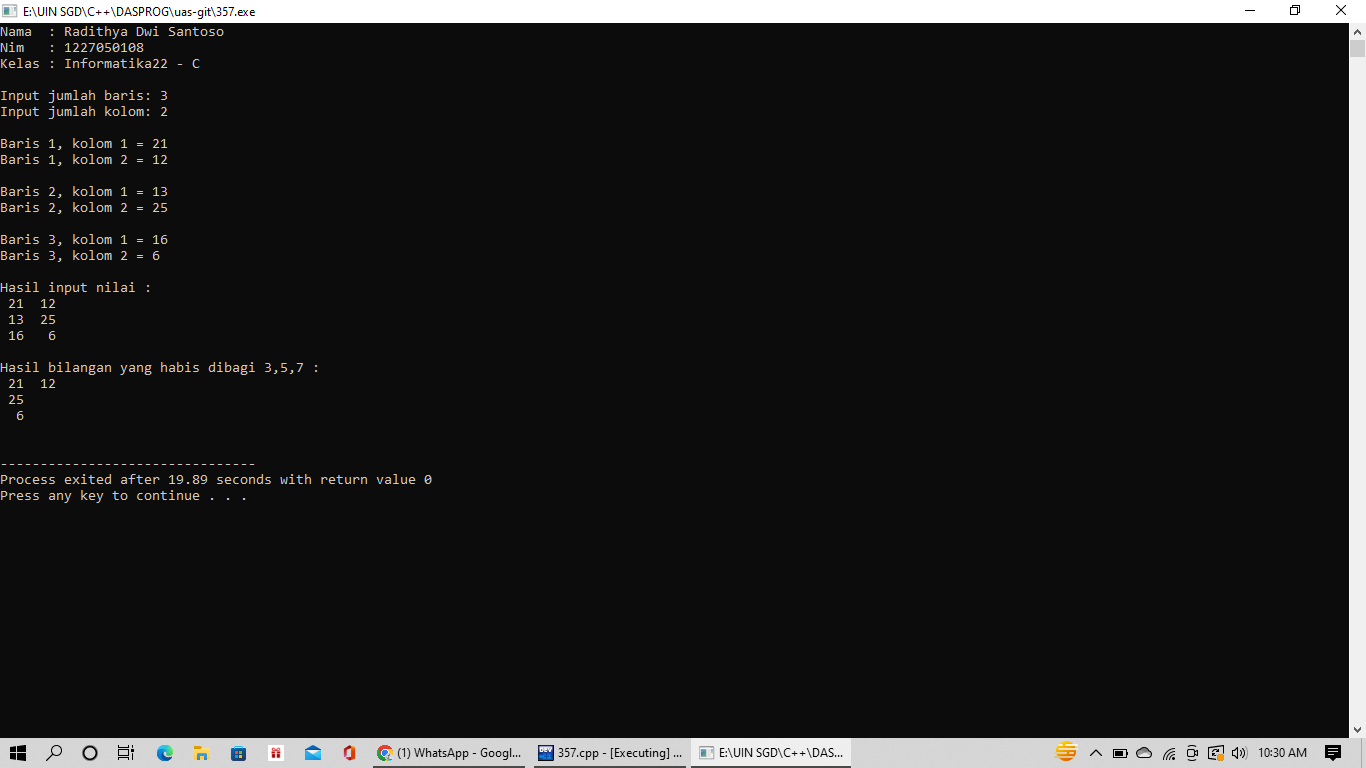 E:\UIN SGD\C++\DASPROG\uas-git\357.exe
Nama  : Radithya Dwi Santoso
Nim   : 1227050108
Kelas : Informatika22 - C
Input jumlah baris: 3
Input jumlah kolom: 2
Baris 1, kolom 1 = 21
Baris 1, kolom 2 = 12
Baris 2, kolom 1 = 13
Baris 2, kolom 2 = 25
Baris 3, kolom 1 = 16
Baris 3, kolom 2 = 6
Hasil input nilai :
 21  12
 13  25
 16   6
Hasil bilangan yang habis dibagi 3,5,7 :
 21  12
 25
  6
--------------------------------
Process exited after 19.89 seconds with return value 0
Press any key to continue . . .
(1) WhatsApp - Googl... DEV 357.cpp - [Executing] ... E:\UIN SGD\C++\DAS... 10:30 AM